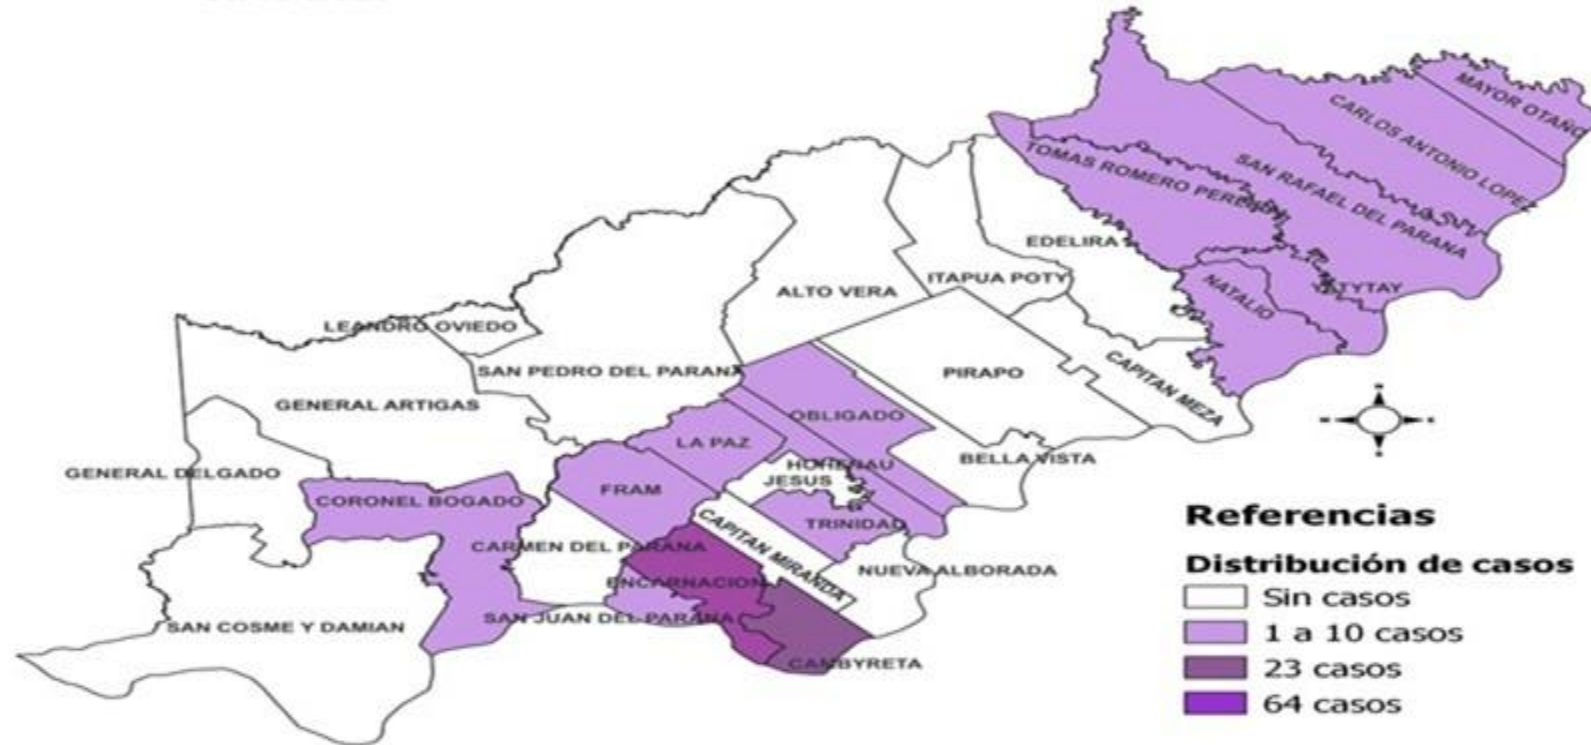 MAYOR OTAÑO
CARLOS ANTONIO LOPEZ
SAN RAFAEL DEL PARANA
TOMAS ROMERO PEREIRA
EDELIRA
ITAPUA POTY
ALTO VERA
NATALIO
YATYTAY
LEANDRO OVIEDO
SAN PEDRO DEL PARANA
PIRAPO
CAPITAN MEZA
GENERAL ARTIGAS
OBLIGADO
LA PAZ
BELLA VISTA
HOHENAU
JESUS
GENERAL DELGADO
FRAM
CORONEL BOGADO
TRINIDAD
CAPITAN MIRANDA
CARMEN DEL PARANA
NUEVA ALBORADA
ENCARNACION
SAN JUAN DEL PARANA
SAN COSME Y DAMIAN
CAMBYRETA
Referencias
Distribución de casos
Sin casos
1 a 10 casos
23 casos
64 casos